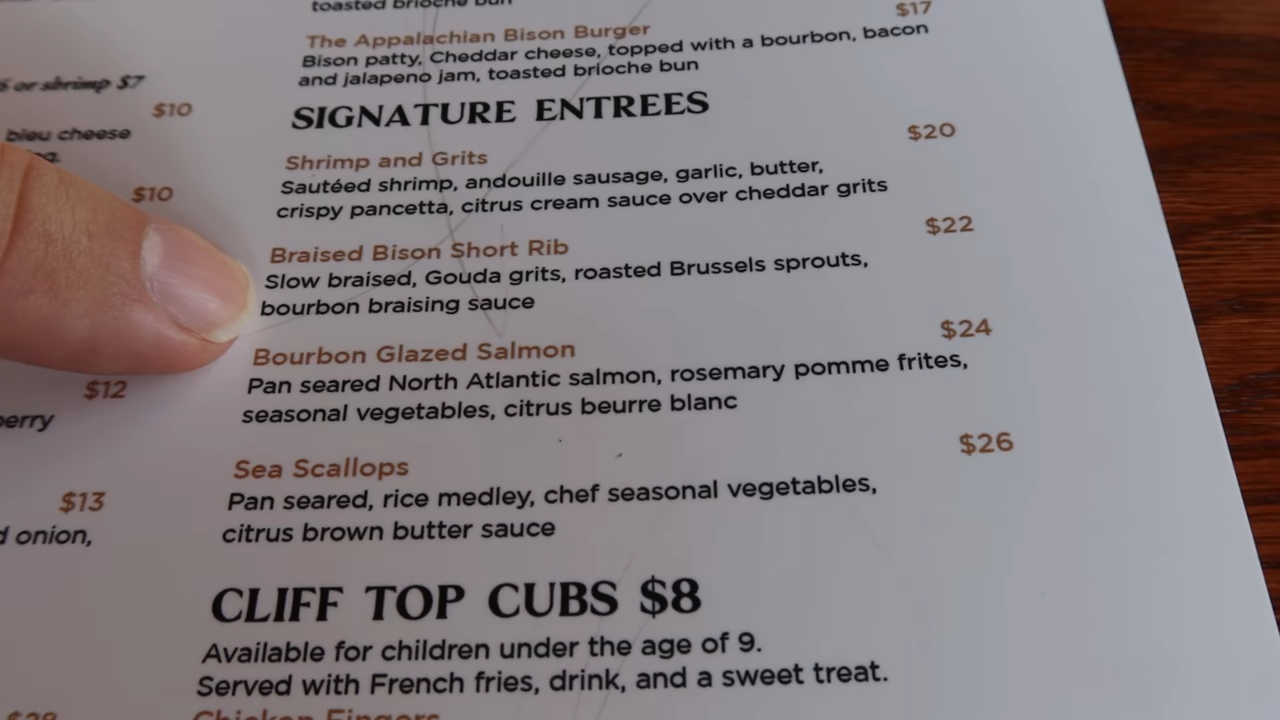 toasted brioche bun
The Appalachian Bison Burger $17
Bison patty, Cheddar cheese, topped with a bourbon, bacon
and jalapeno jam, toasted brioche bun
SIGNATURE ENTREES
Shrimp and Grits $20
Sautéed shrimp, andouille sausage, garlic, butter,
crispy pancetta, citrus cream sauce over cheddar grits
Braised Bison Short Rib $22
Slow braised, Gouda grits, roasted Brussels sprouts,
bourbon braising sauce
Bourbon Glazed Salmon $24
Pan seared North Atlantic salmon, rosemary pomme frites,
seasonal vegetables, citrus beurre blanc
Sea Scallops $26
Pan seared, rice medley, chef seasonal vegetables,
citrus brown butter sauce
CLIFF TOP CUBS $8
Available for children under the age of 9.
Served with French fries, drink, and a sweet treat.
Chicken Fingers
or shrimp $7
$10
bleu cheese
$10
$12
$13
onion,